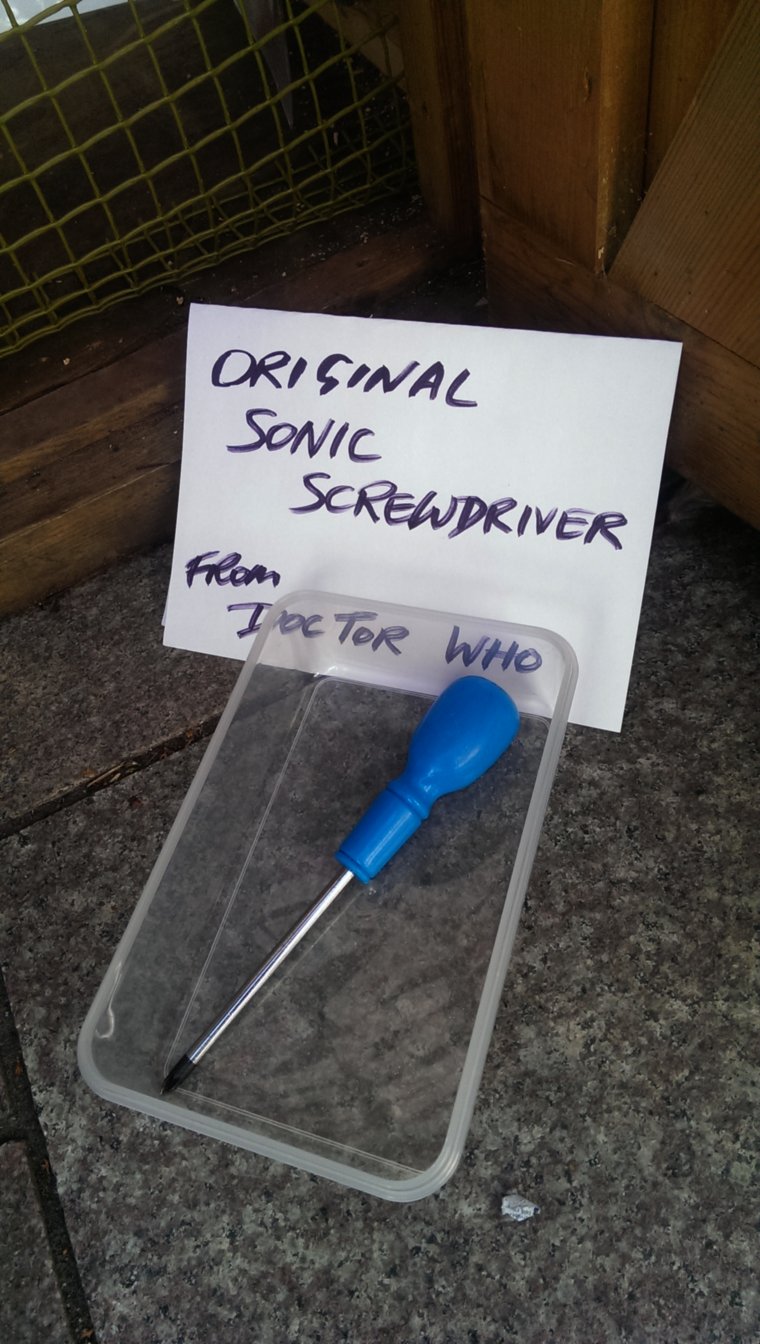 ORIGINAL
SONIC
SCREWDRIVER
From
DOCTOR WHO